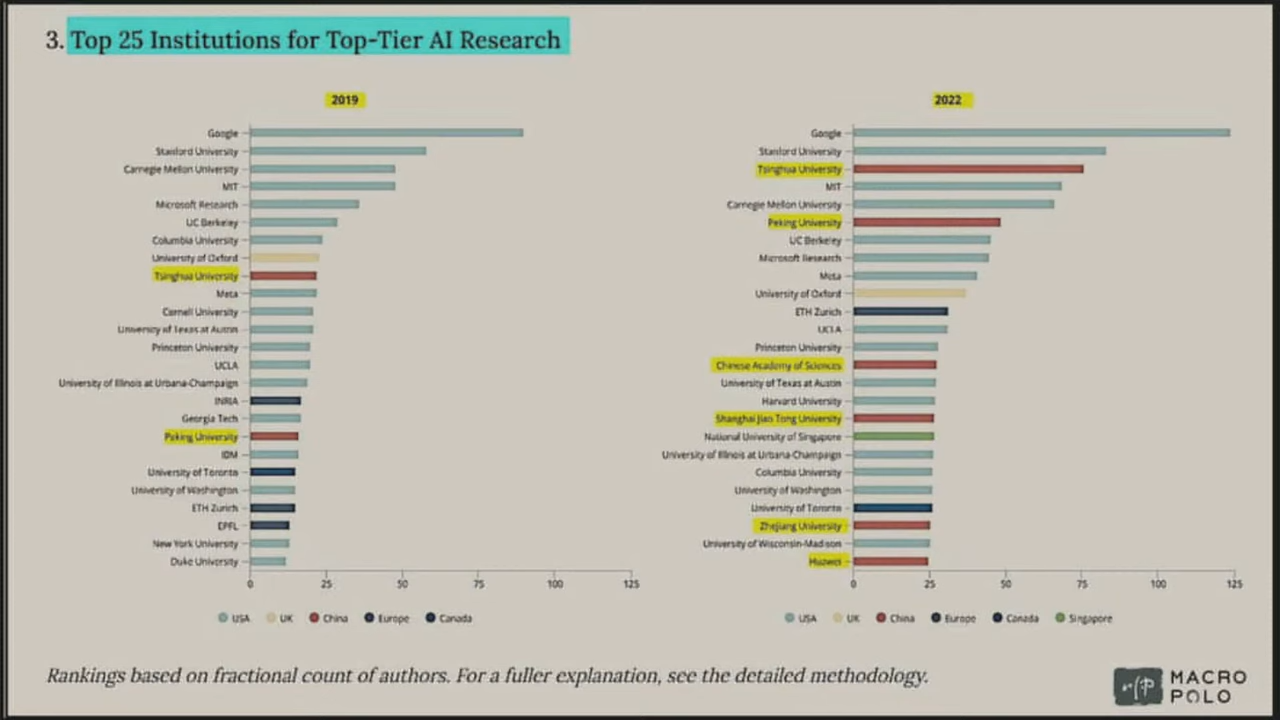 3. Top 25 Institutions for Top-Tier AI Research
2019
Google
Stanford University
Carnegie Mellon University
MIT
Microsoft Research
UC Berkeley
Columbia University
University of Oxford
Tsinghua University
Meta
Cornell University
University of Texas at Austin
Princeton University
UCLA
University of Illinois at Urbana-Champaign
INRIA
Georgia Tech
Peking University
IBM
University of Toronto
University of Washington
ETH Zurich
EPFL
New York University
Duke University
0 25 50 75 100 125
USA UK China Europe Canada
2022
Google
Stanford University
Tsinghua University
MIT
Carnegie Mellon University
Peking University
UC Berkeley
Microsoft Research
Meta
University of Oxford
ETH Zurich
UCLA
Princeton University
Chinese Academy of Sciences
University of Texas at Austin
Harvard University
Shanghai Jiao Tong University
National University of Singapore
University of Illinois at Urbana-Champaign
Columbia University
University of Washington
University of Toronto
Zhejiang University
University of Wisconsin-Madison
Huawei
0 25 50 75 100 125
USA UK China Europe Canada Singapore
Rankings based on fractional count of authors. For a fuller explanation, see the detailed methodology.
MACRO
POLO